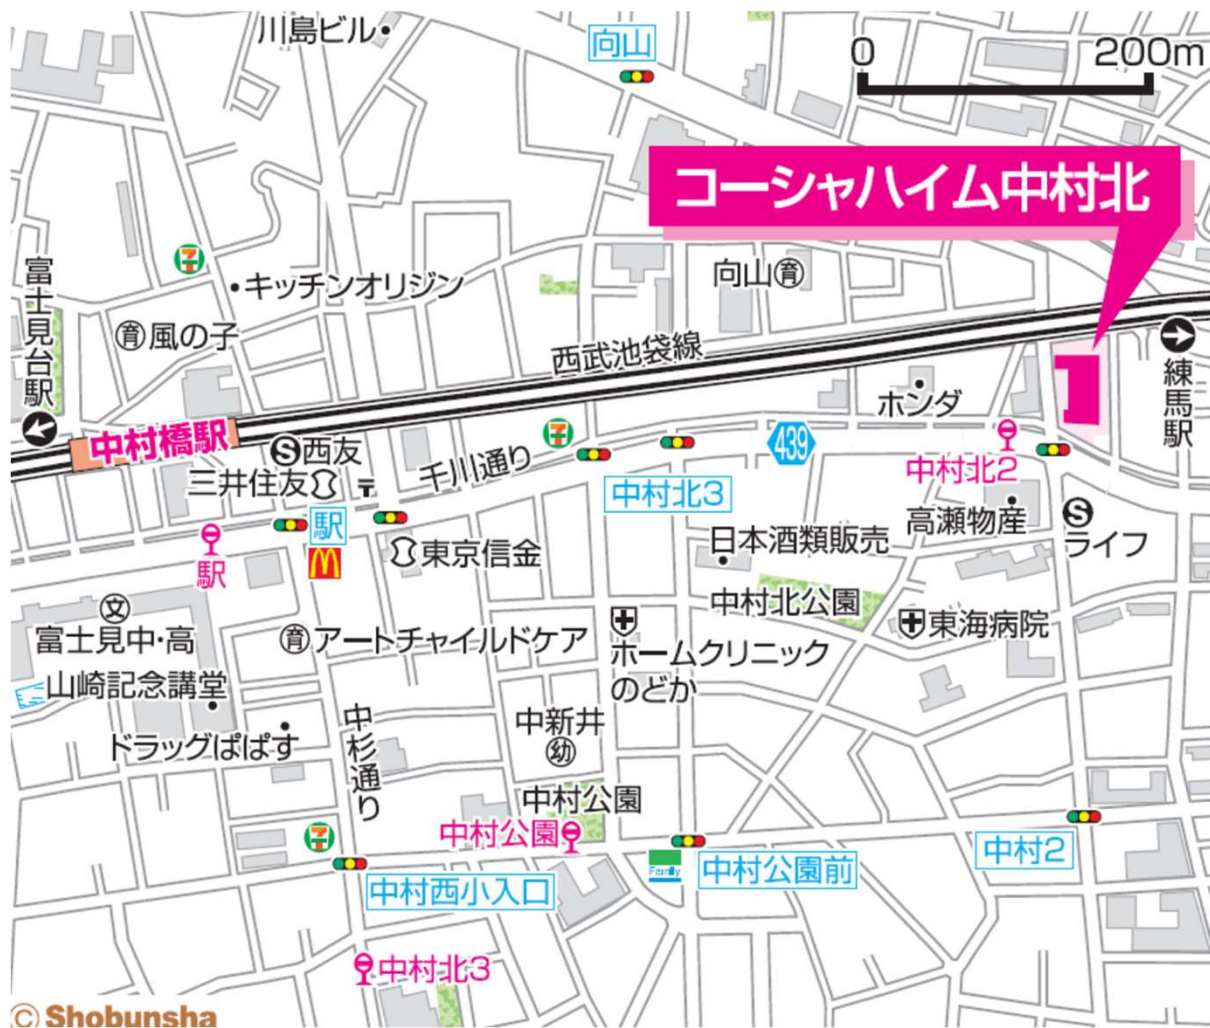 川島ビル
向山
0 200m
コーシャハイム中村北
富士見台駅
キッチンオリジン
向山 育
育 風の子
西武池袋線
練馬駅
ホンダ
中村橋駅
S 西友
439
三井住友
〒
千川通り
中村北2
中村北3
高瀬物産
S
ライフ
駅
駅
東京信金
日本酒類販売
中村北公園
文
富士見中・高
育 アートチャイルドケア
東海病院
ホームクリニック
のどか
山崎記念講堂
ドラッグぱぱす
中杉通り
中新井
幼
中村公園
中村公園
7
7
7
Family
中村公園前
中村2
中村西小入口
中村北3
© Shobunsha